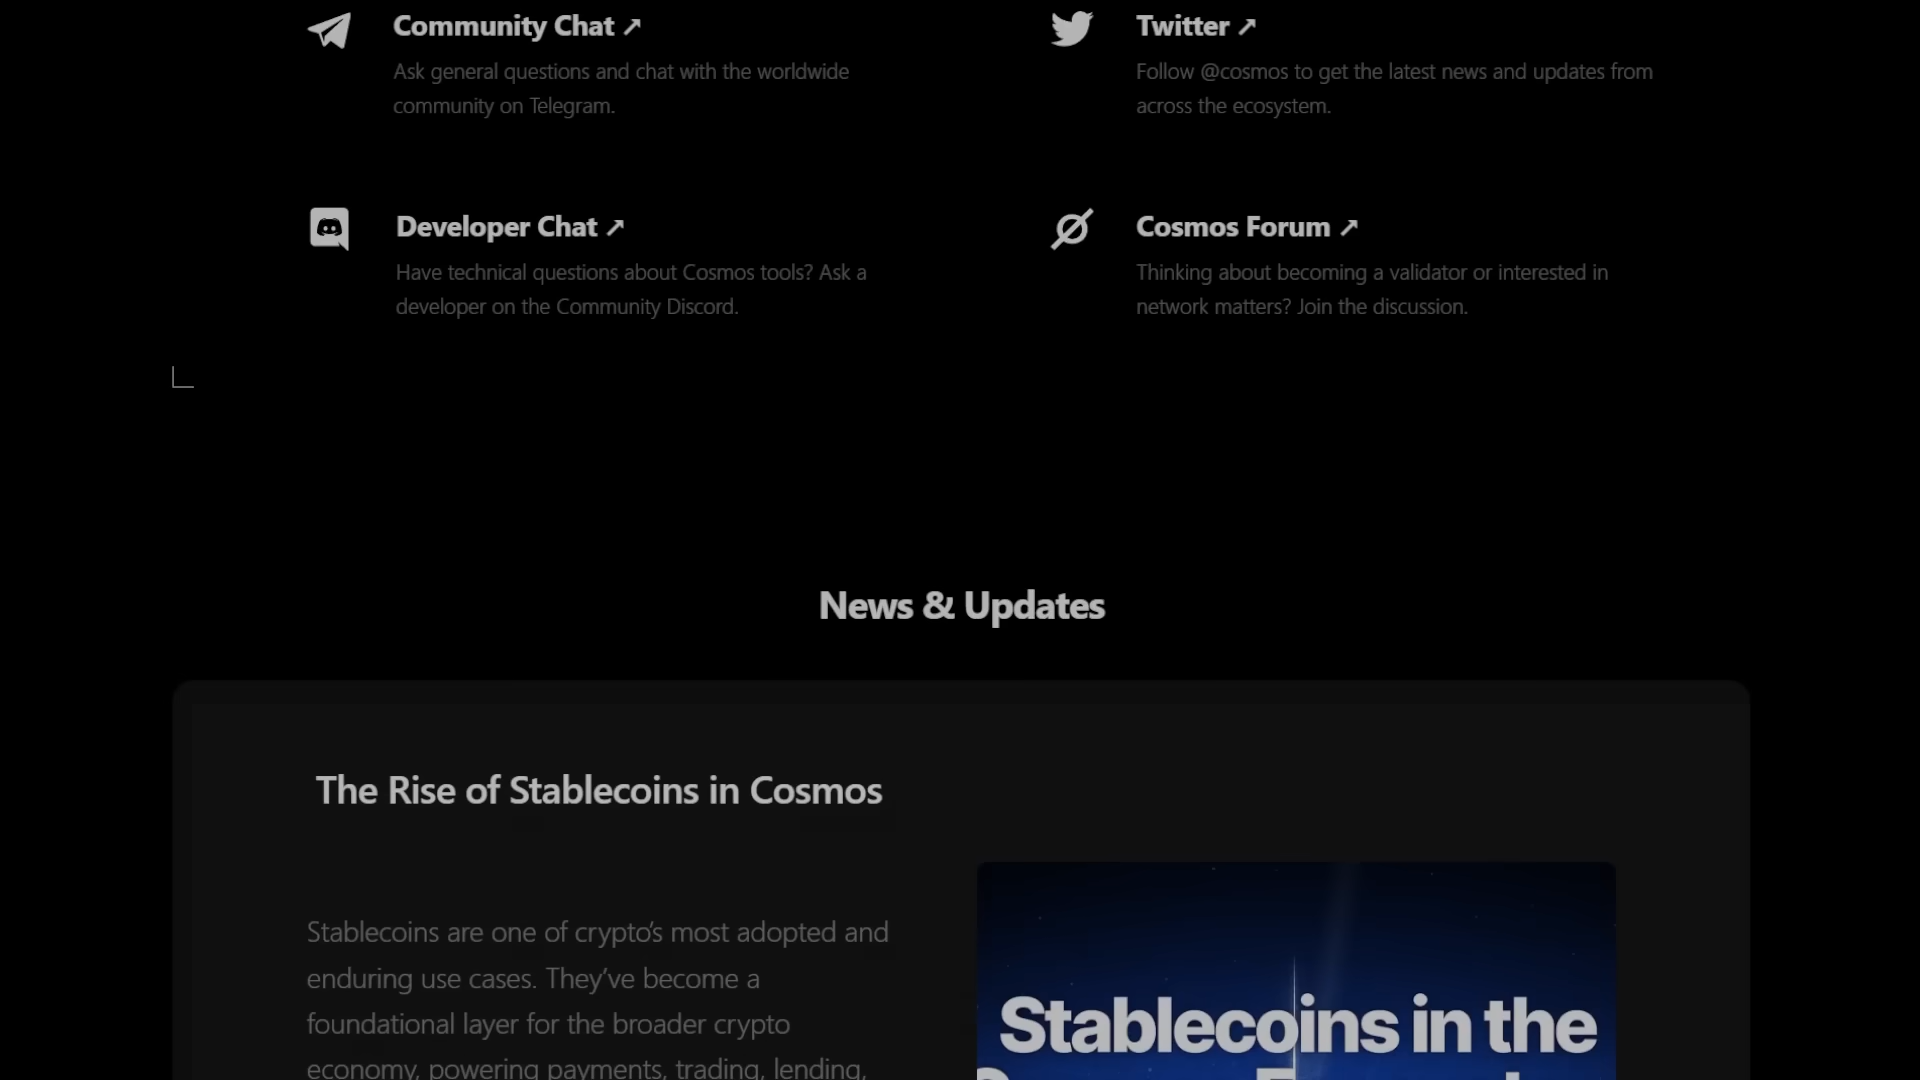 Community Chat ↗
Ask general questions and chat with the worldwide
community on Telegram.
Twitter ↗
Follow @cosmos to get the latest news and updates from
across the ecosystem.
Developer Chat ↗
Have technical questions about Cosmos tools? Ask a
developer on the Community Discord.
Cosmos Forum ↗
Thinking about becoming a validator or interested in
network matters? Join the discussion.
News & Updates
The Rise of Stablecoins in Cosmos
Stablecoins are one of crypto’s most adopted and
enduring use cases. They’ve become a
foundational layer for the broader crypto
economy, powering payments, trading, lending,
Stablecoins in the